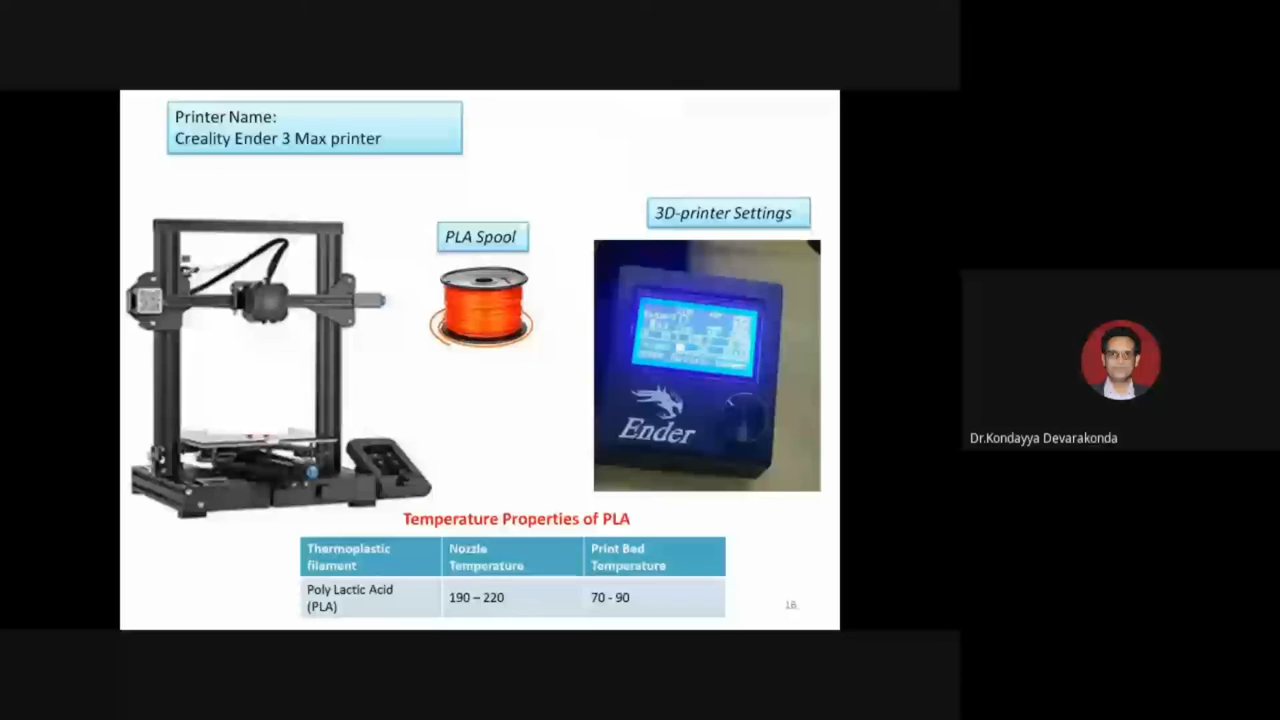 Printer Name:
Creality Ender 3 Max printer
3D-printer Settings
PLA Spool
Ender
Temperature Properties of PLA
Thermoplastic filament
Nozzle Temperature
Print Bed Temperature
Poly Lactic Acid (PLA)
190 – 220
70 - 90
Dr.Kondayya Devarakonda